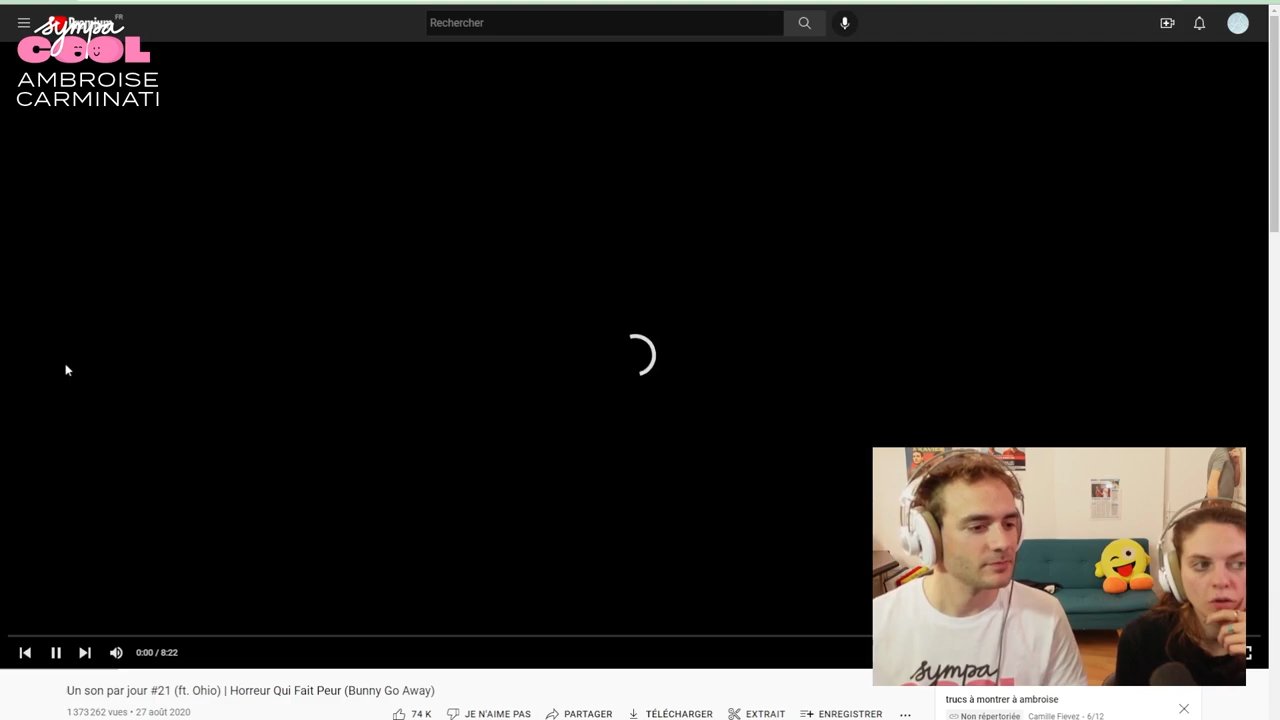 FR
sympa
COOL
AMBROISE
CARMINATI
Rechercher
0:00 / 8:22
Un son par jour #21 (ft. Ohio) | Horreur Qui Fait Peur (Bunny Go Away)
1 373 262 vues • 27 août 2020
74 K
JE N'AIME PAS
PARTAGER
TÉLÉCHARGER
EXTRAIT
ENREGISTRER
sympa
trucs à montrer à ambroise
Non répertoriée
Camille Fievez - 6/12